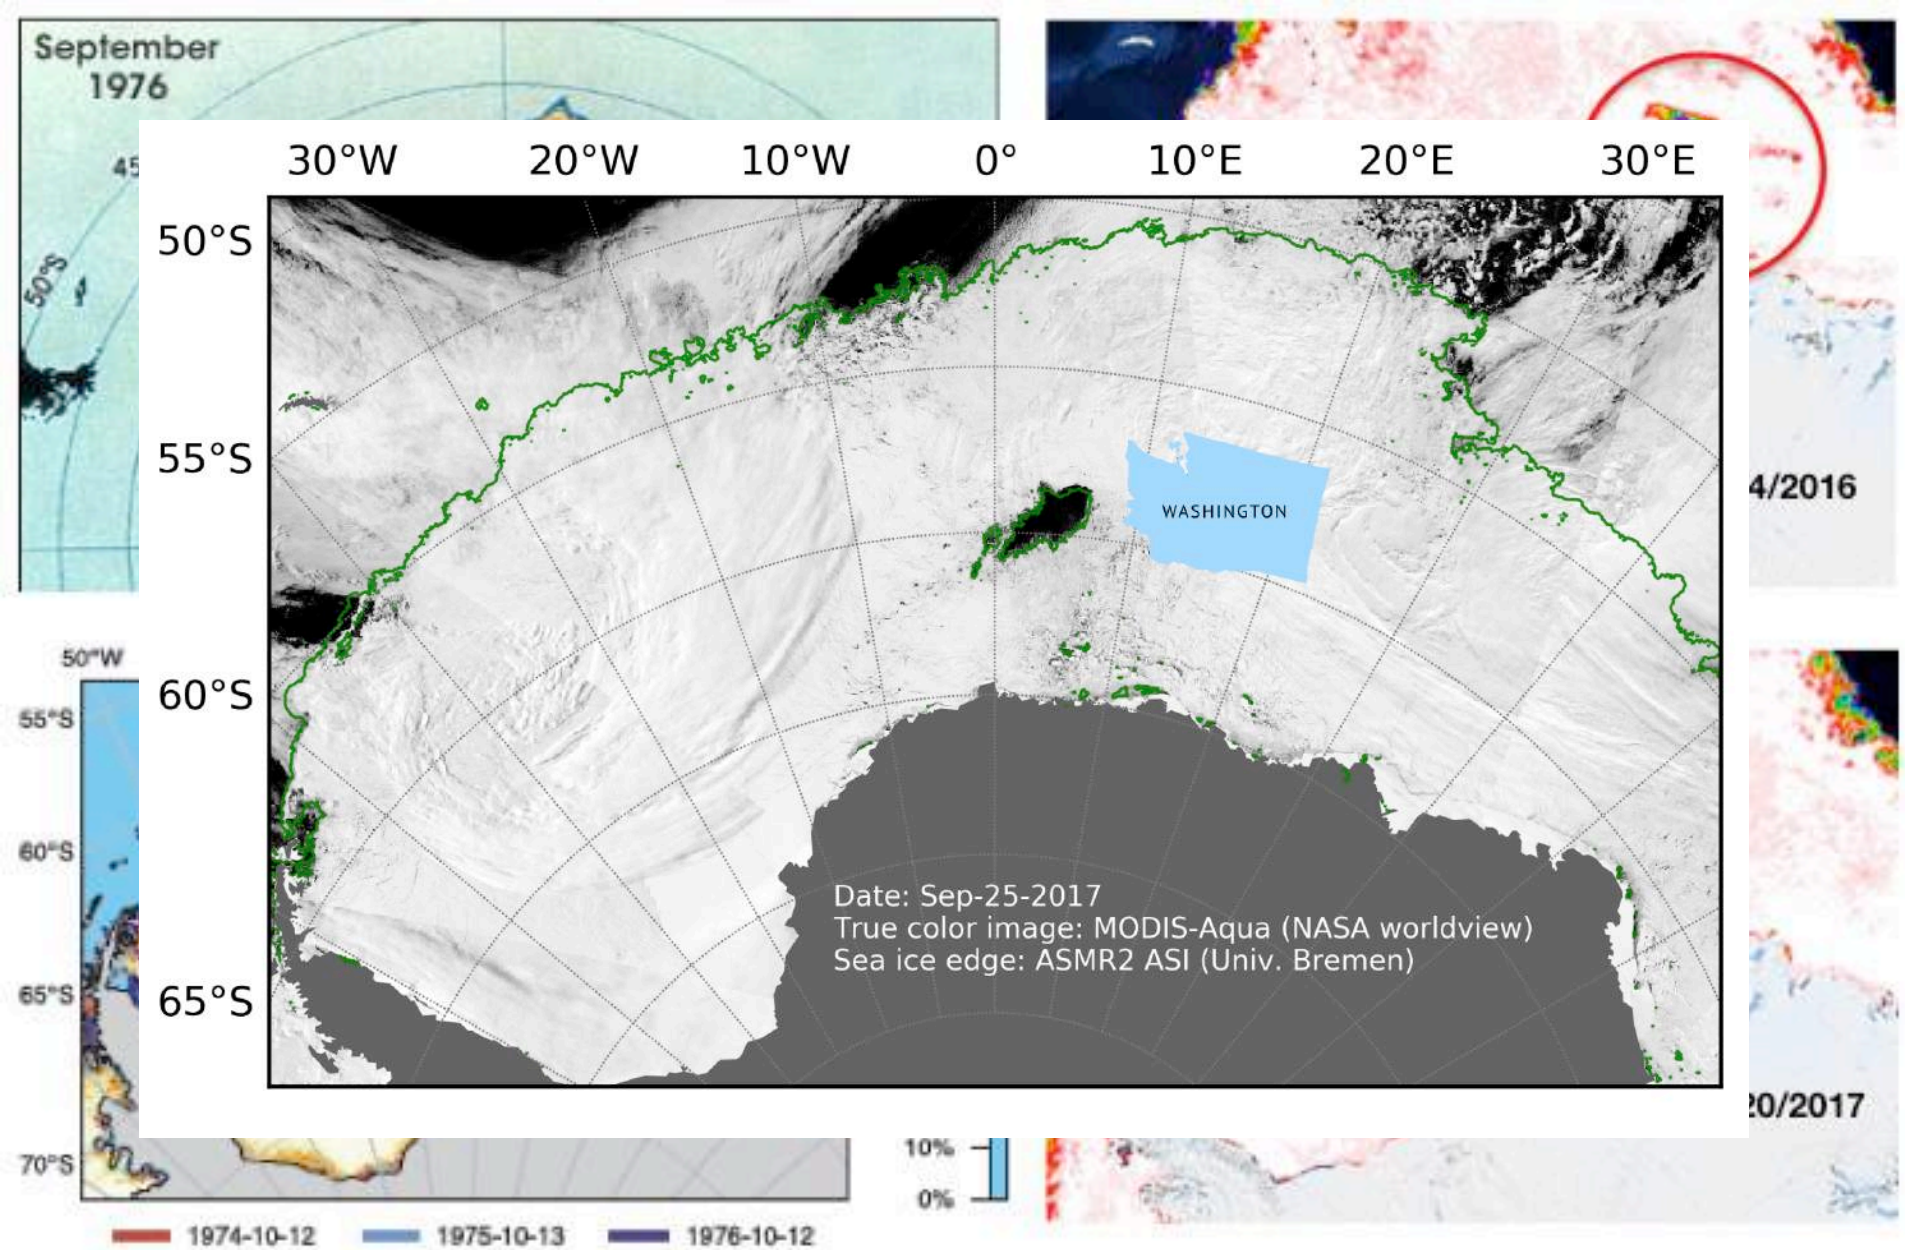 September
1976
45
50°S
30°W 20°W 10°W 0° 10°E 20°E 30°E
50°S
55°S
60°S
65°S
WASHINGTON
Date: Sep-25-2017
True color image: MODIS-Aqua (NASA worldview)
Sea ice edge: ASMR2 ASI (Univ. Bremen)
4/2016
50°W
55°S
60°S
65°S
70°S
20/2017
10%
0%
1974-10-12 1975-10-13 1976-10-12